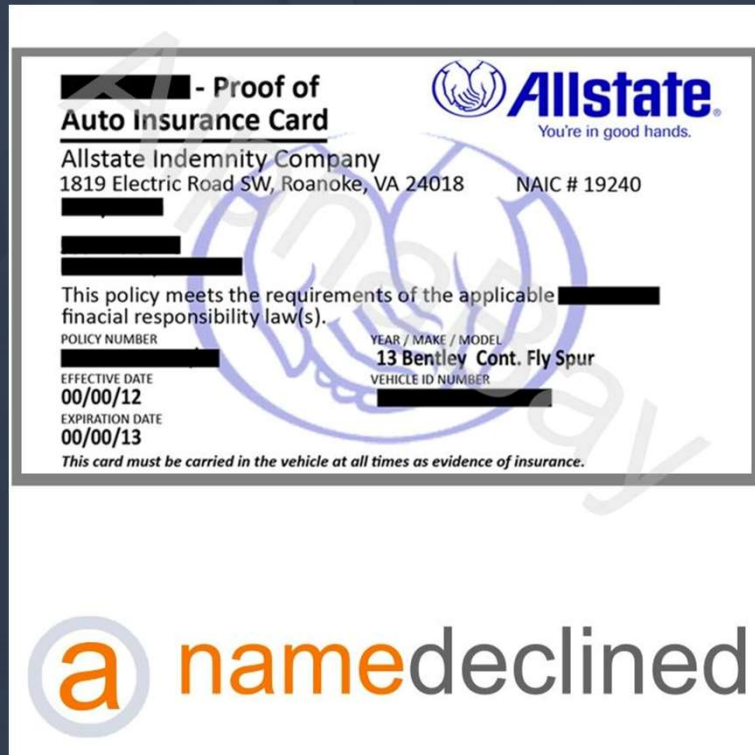 - Proof of
Auto Insurance Card
Allstate®
You're in good hands.
Allstate Indemnity Company
1819 Electric Road SW, Roanoke, VA 24018 NAIC # 19240
This policy meets the requirements of the applicable
finacial responsibility law(s).
POLICY NUMBER
YEAR / MAKE / MODEL
13 Bentley Cont. Fly Spur
EFFECTIVE DATE
00/00/12
VEHICLE ID NUMBER
EXPIRATION DATE
00/00/13
This card must be carried in the vehicle at all times as evidence of insurance.
AlphaBay
a namedeclined